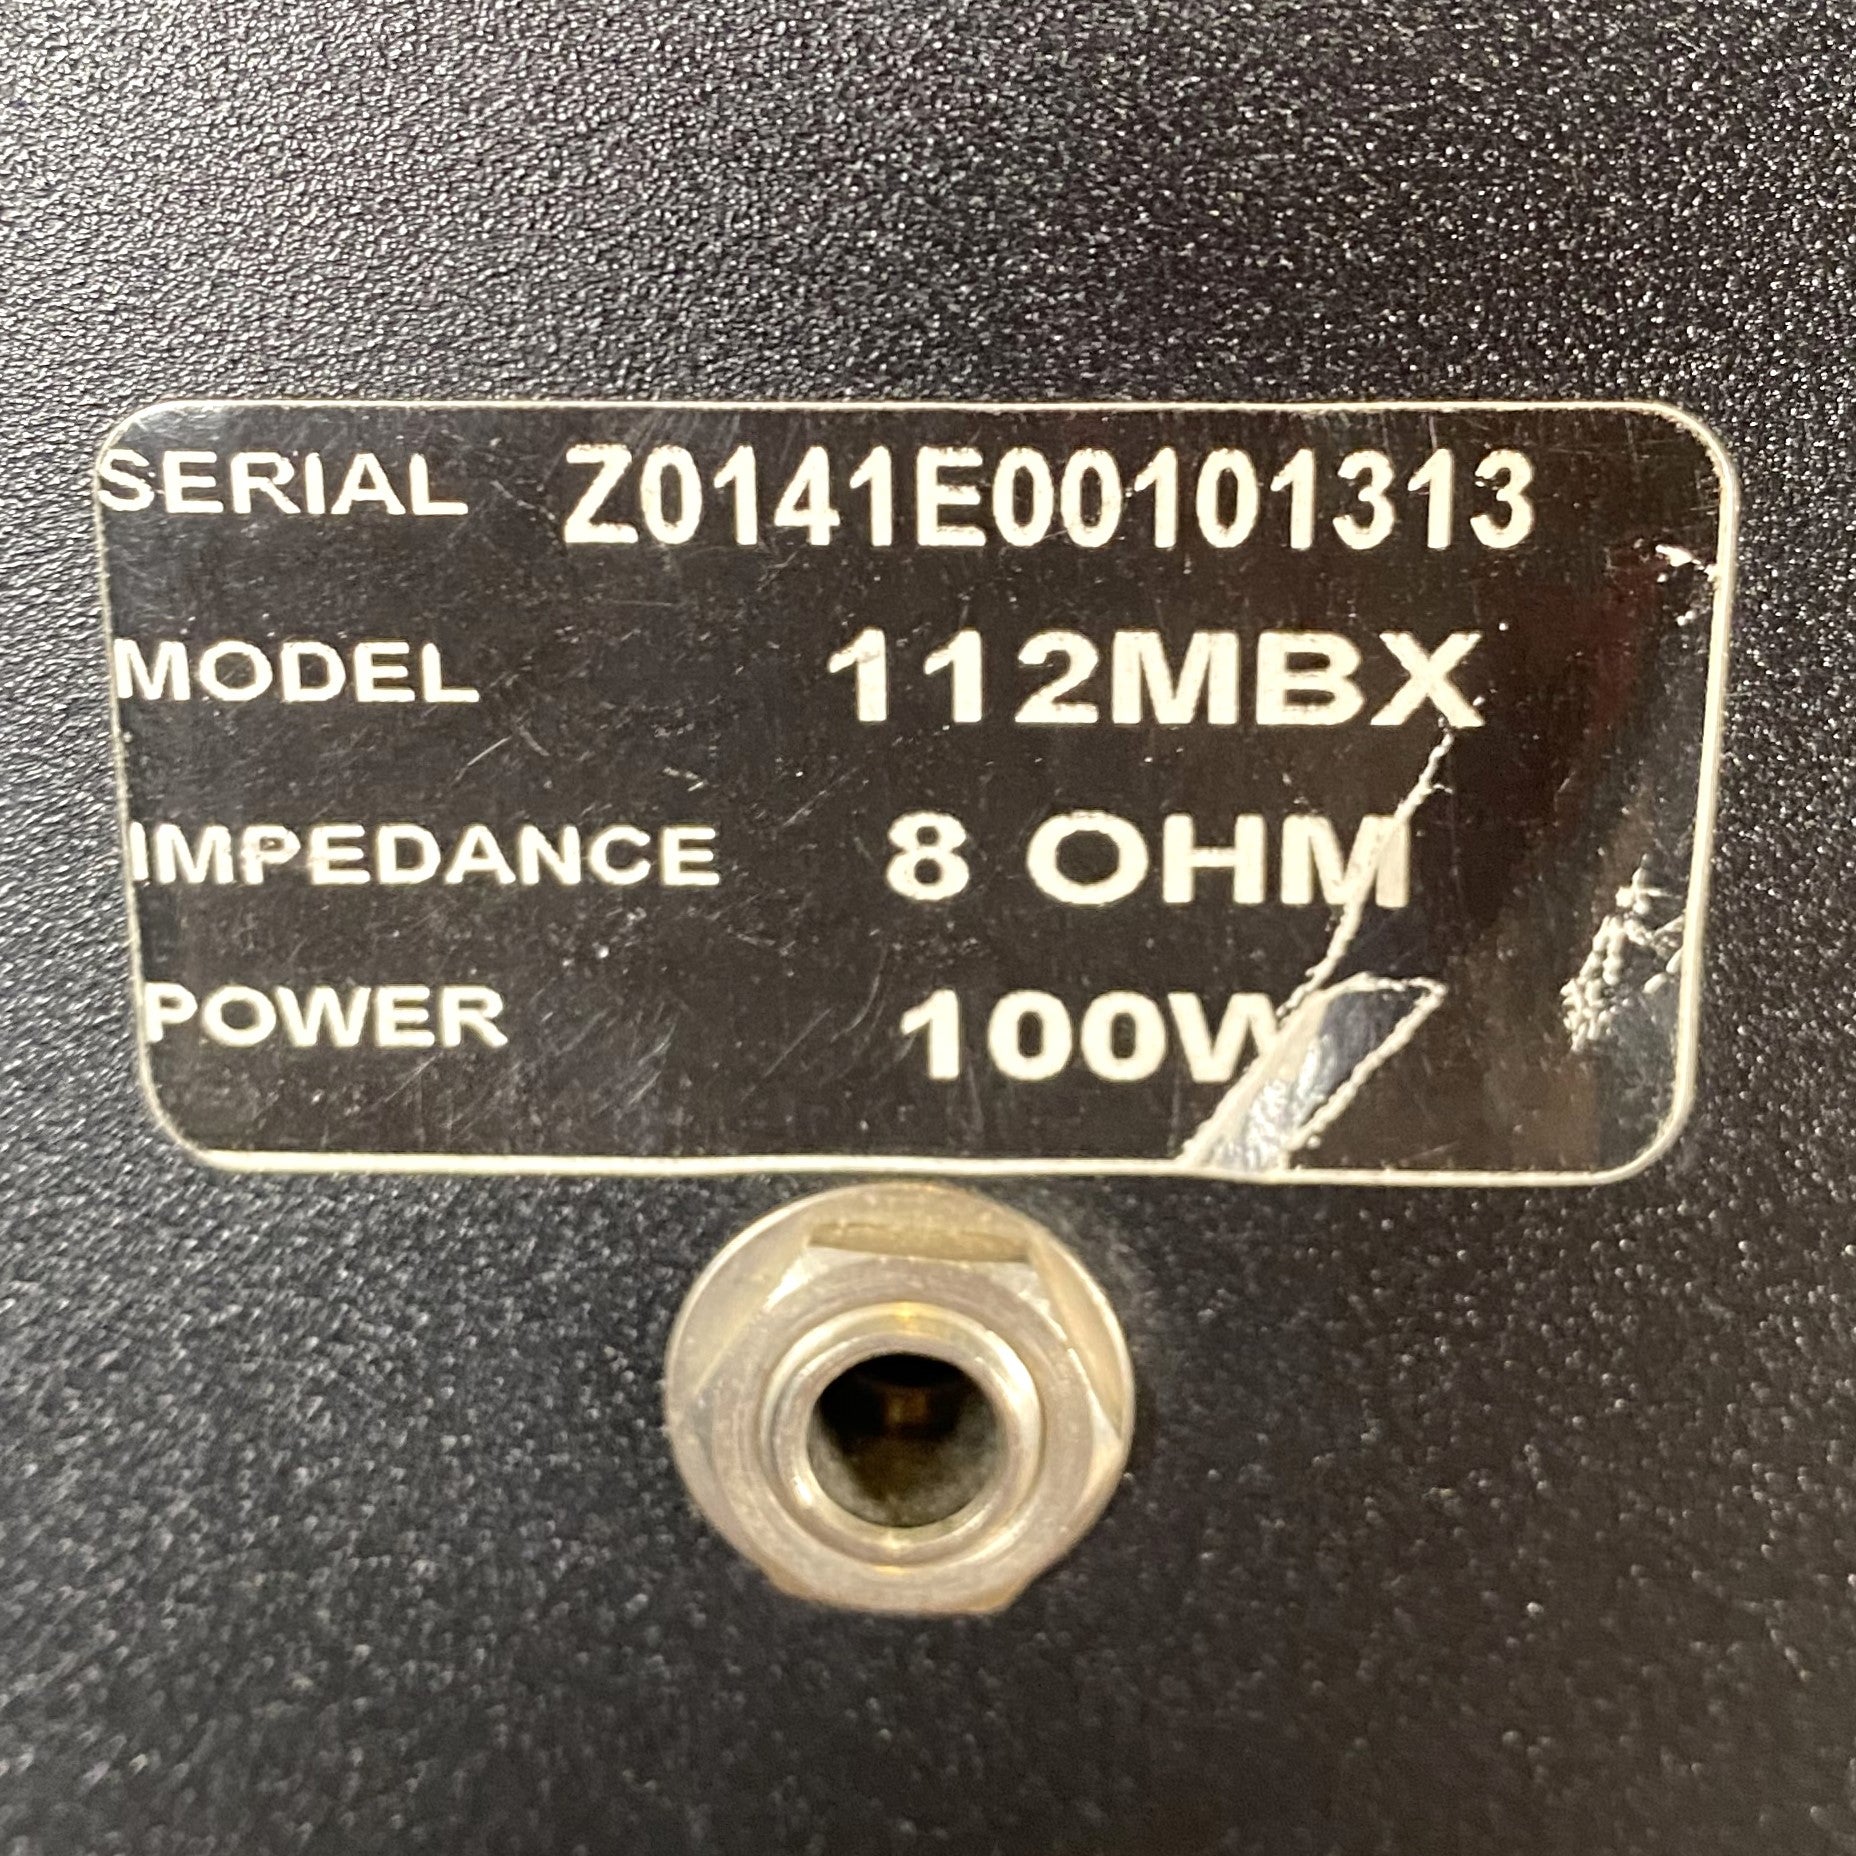 SERIAL Z0141E00101313
MODEL 112MBX
IMPEDANCE 8 OHM
POWER 100W